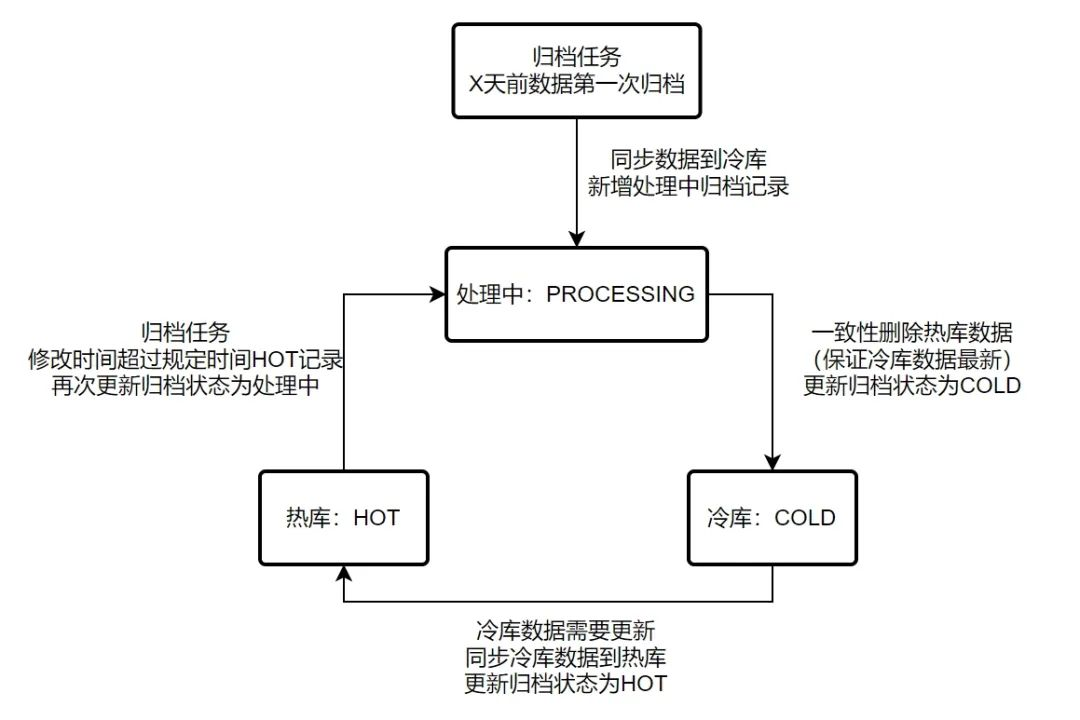 归档任务
X天前数据第一次归档
同步数据到冷库
新增处理中归档记录
处理中：PROCESSING
归档任务
修改时间超过规定时间HOT记录
再次更新归档状态为处理中
一致性删除热库数据
（保证冷库数据最新）
更新归档状态为COLD
热库：HOT
冷库：COLD
冷库数据需要更新
同步冷库数据到热库
更新归档状态为HOT